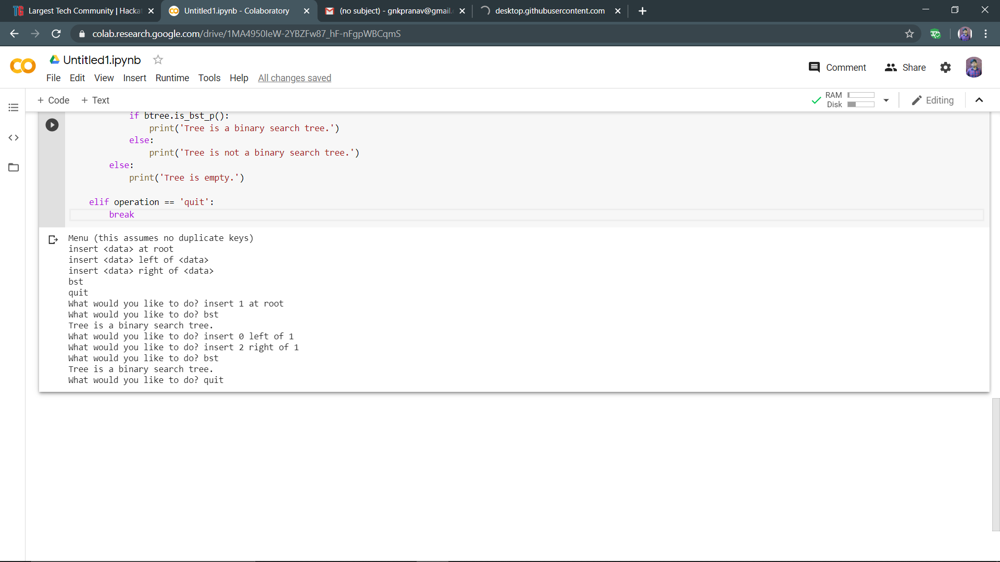 Largest Tech Community | Hacka
Untitled1.ipynb - Colaboratory
(no subject) - gnkpranav@gmail.
desktop.githubusercontent.com
colab.research.google.com/drive/1MA4950IeW-2YBZFw87_hF-nFgpWBCqmS
Untitled1.ipynb
Comment
Share
File Edit View Insert Runtime Tools Help All changes saved
+ Code + Text
RAM
Disk
Editing
if btree.is_bst_p():
print('Tree is a binary search tree.')
else:
print('Tree is not a binary search tree.')
else:
print('Tree is empty.')
elif operation == 'quit':
break
Menu (this assumes no duplicate keys)
insert <data> at root
insert <data> left of <data>
insert <data> right of <data>
bst
quit
What would you like to do? insert 1 at root
What would you like to do? bst
Tree is a binary search tree.
What would you like to do? insert 0 left of 1
What would you like to do? insert 2 right of 1
What would you like to do? bst
Tree is a binary search tree.
What would you like to do? quit